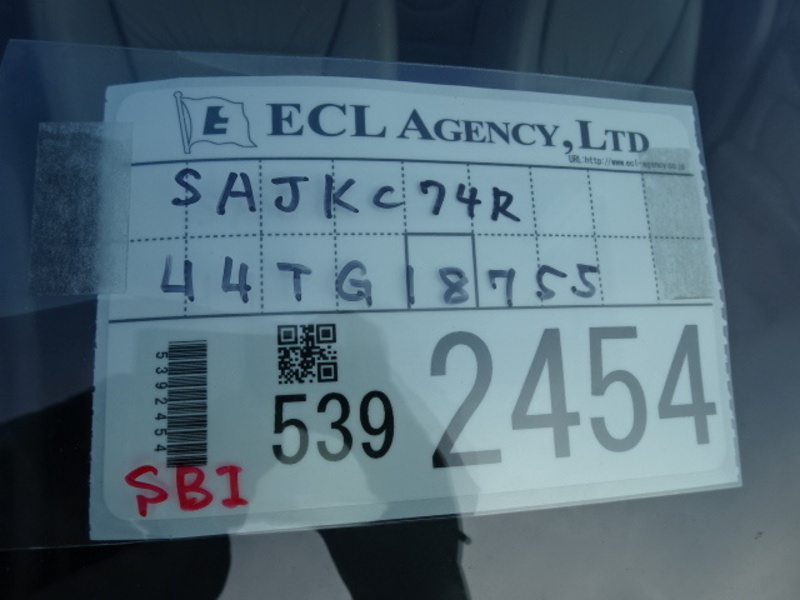 E ECL AGENCY, LTD
URL:http://www.ecl-agency.co.jp
SAJKC74R
44TG18755
5392454
539 2454
SBI